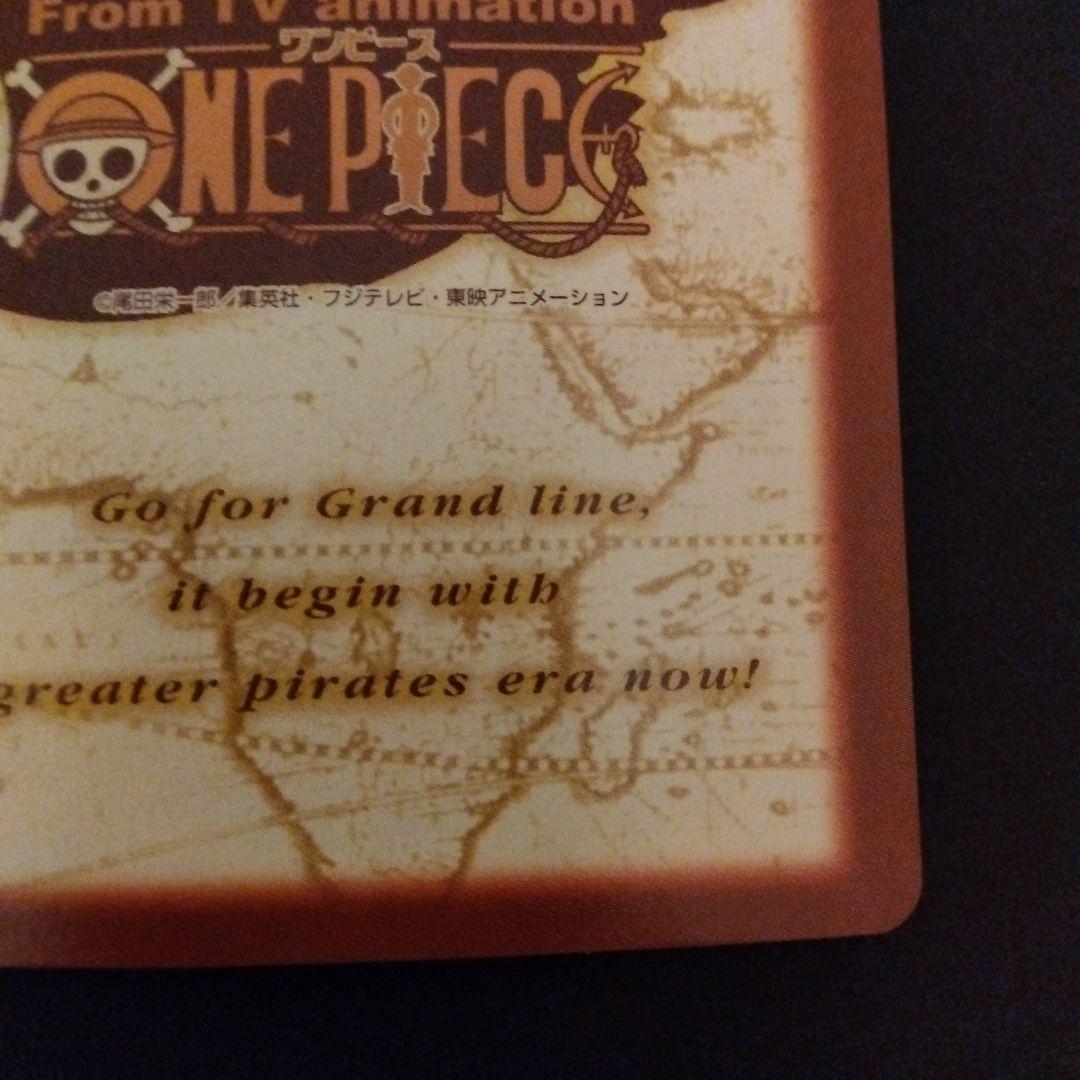 From TV animation
ワンピース
ONE PIECE
©尾田栄一郎／集英社・フジテレビ・東映アニメーション
Go for Grand line,
it begin with
greater pirates era now!